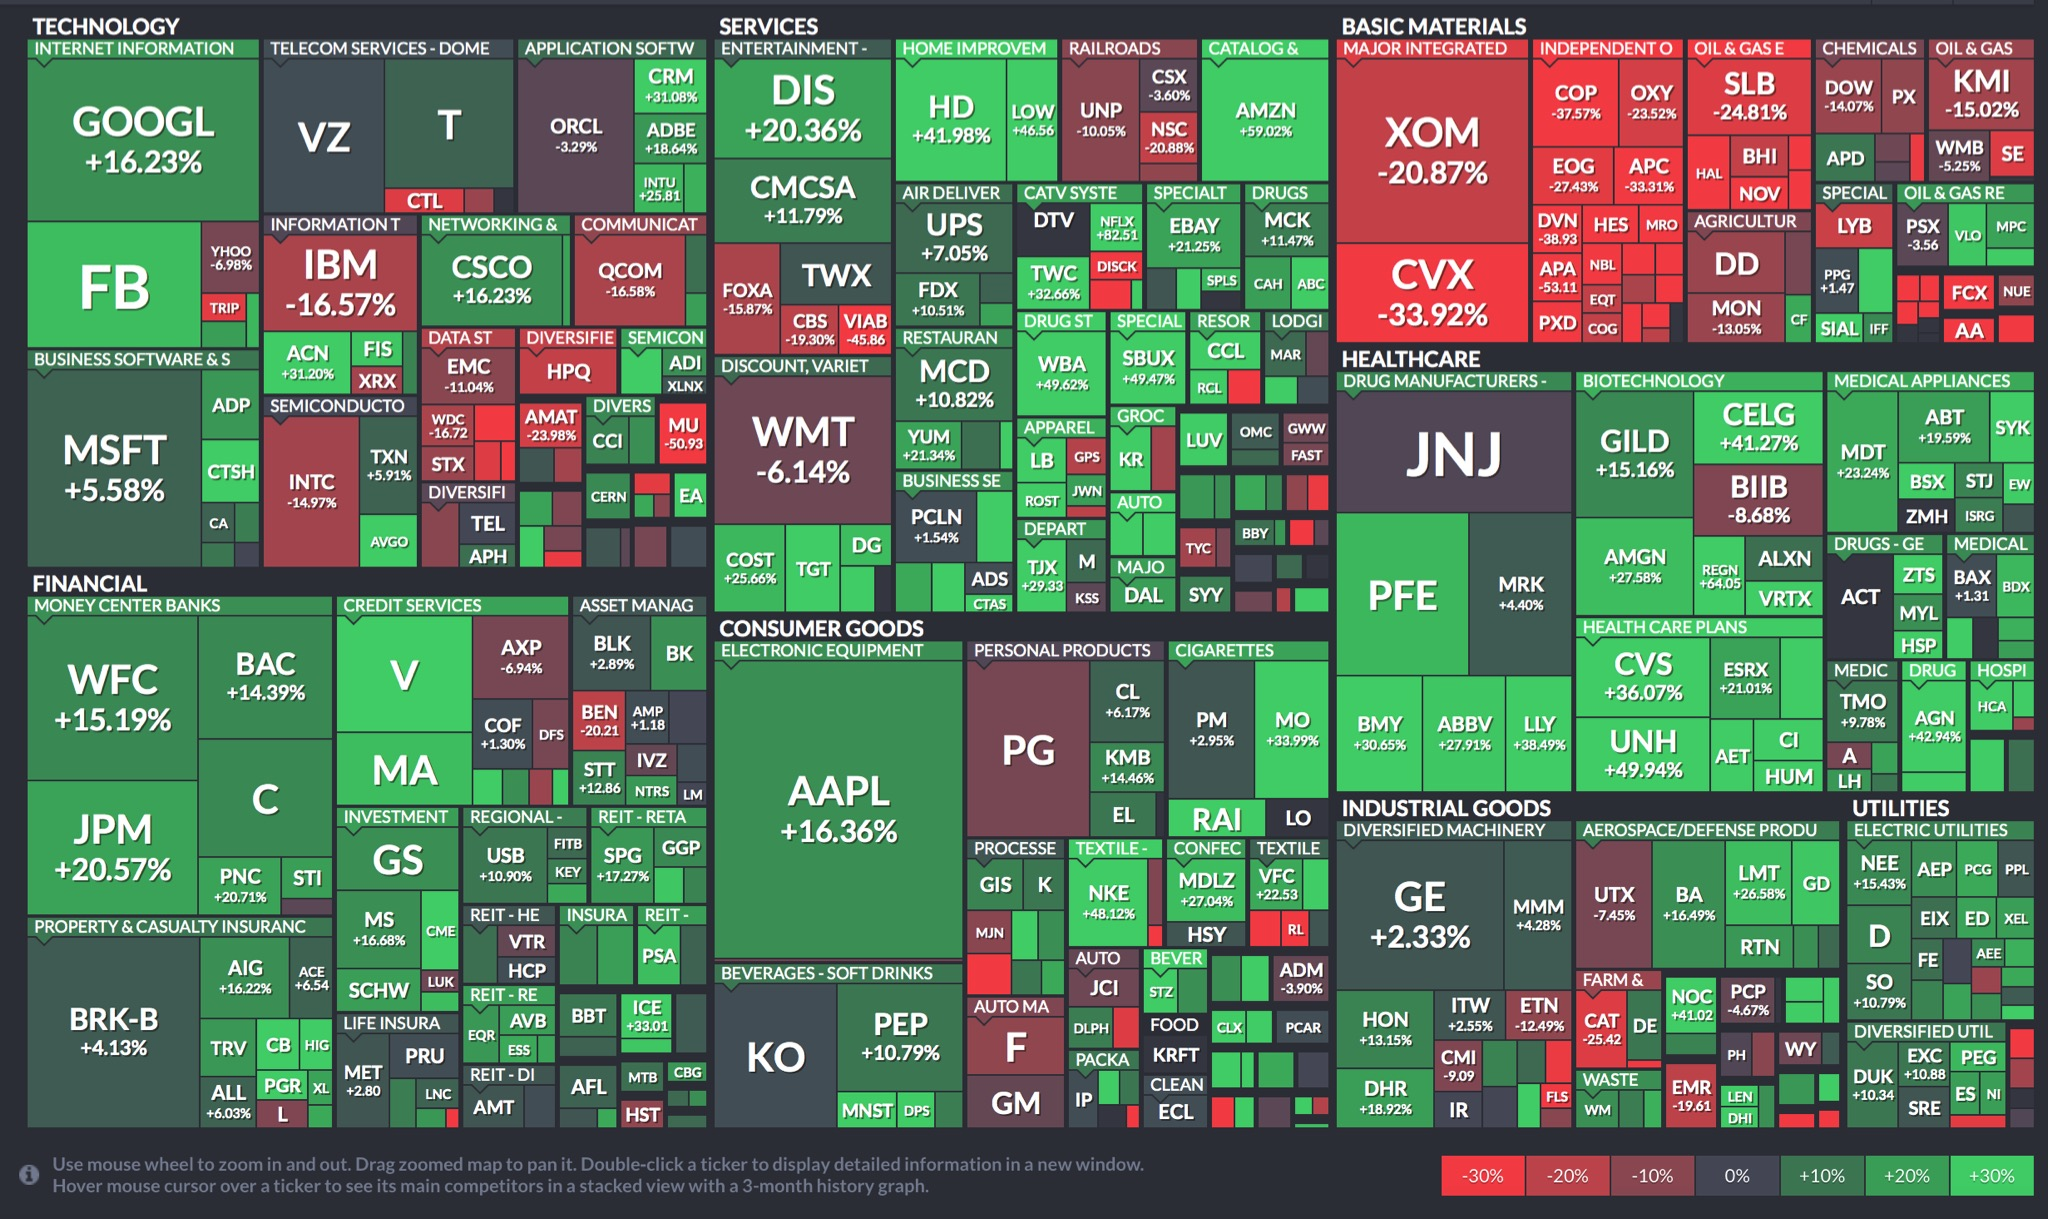 TECHNOLOGY
INTERNET INFORMATION
GOOGL
+16.23%
FB
YHOO
-6.98%
TRIP
TELECOM SERVICES - DOME
VZ
T
CTL
APPLICATION SOFTW
ORCL
-3.29%
CRM
+31.08%
ADBE
+18.64%
INTU
+25.81
INFORMATION T
IBM
-16.57%
ACN
+31.20%
FIS
XRX
NETWORKING &
CSCO
+16.23%
COMMUNICAT
QCOM
-16.58%
BUSINESS SOFTWARE & S
MSFT
+5.58%
ADP
CTSH
CA
SEMICONDUCTO
INTC
-14.97%
TXN
+5.91%
AVGO
DATA ST
EMC
-11.04%
WDC
-16.72
STX
DIVERSIFIE
HPQ
SEMICON
ADI
XLNX
AMAT
-23.98%
DIVERS
CCI
MU
-50.93
DIVERSIFI
TEL
APH
CERN
EA
FINANCIAL
MONEY CENTER BANKS
WFC
+15.19%
BAC
+14.39%
JPM
+20.57%
C
PNC
+20.71%
STI
CREDIT SERVICES
V
MA
AXP
-6.94%
COF
+1.30%
DFS
ASSET MANAG
BLK
+2.89%
BK
BEN
-20.21
AMP
+1.18
IVZ
STT
+12.86
NTRS
LM
PROPERTY & CASUALTY INSURANC
BRK-B
+4.13%
AIG
+16.22%
ACE
+6.54
TRV
CB
HIG
ALL
+6.03%
PGR
XL
L
INVESTMENT
GS
MS
+16.68%
CME
SCHW
LUK
REGIONAL -
USB
+10.90%
FITB
KEY
REIT - RETA
SPG
+17.27%
GGP
REIT - HE
VTR
HCP
INSURA
REIT -
PSA
LIFE INSURA
MET
+2.80
PRU
LNC
REIT - RE
EQR
AVB
ESS
REIT - DI
AMT
BBT
ICE
+33.01
AFL
MTB
CBG
HST
SERVICES
ENTERTAINMENT -
DIS
+20.36%
CMCSA
+11.79%
FOXA
-15.87%
TWX
CBS
-19.30%
VIAB
-45.86
HOME IMPROVEM
HD
+41.98%
LOW
+46.56
RAILROADS
UNP
-10.05%
CSX
-3.60%
NSC
-20.88%
CATALOG &
AMZN
+59.02%
AIR DELIVER
UPS
+7.05%
FDX
+10.51%
CATV SYSTE
DTV
NFLX
+82.51
TWC
+32.66%
DISCK
SPECIALT
EBAY
+21.25%
SPLS
DRUGS
MCK
+11.47%
CAH
ABC
DISCOUNT, VARIET
WMT
-6.14%
COST
+25.66%
TGT
DG
RESTAURAN
MCD
+10.82%
YUM
+21.34%
DRUG ST
WBA
+49.62%
SPECIAL
SBUX
+49.47%
RESOR
CCL
RCL
LODGI
MAR
BUSINESS SE
PCLN
+1.54%
ADS
CTAS
APPAREL
LB
GPS
ROST
JWN
GROC
KR
LUV
OMC
GWW
FAST
DEPART
TJX
+29.33
M
KSS
AUTO
MAJO
DAL
TYC
BBY
SYY
CONSUMER GOODS
ELECTRONIC EQUIPMENT
AAPL
+16.36%
PERSONAL PRODUCTS
PG
CL
+6.17%
KMB
+14.46%
EL
CIGARETTES
PM
+2.95%
MO
+33.99%
RAI
LO
BEVERAGES - SOFT DRINKS
KO
PEP
+10.79%
MNST
DPS
PROCESSE
GIS
K
MJN
TEXTILE -
NKE
+48.12%
CONFEC
MDLZ
+27.04%
HSY
TEXTILE
VFC
+22.53
RL
AUTO MA
F
GM
AUTO
JCI
DLPH
PACKA
IP
BEVER
STZ
FOOD
KRFT
CLEAN
ECL
CLX
ADM
-3.90%
PCAR
BASIC MATERIALS
MAJOR INTEGRATED
XOM
-20.87%
CVX
-33.92%
INDEPENDENT O
COP
-37.57%
OXY
-23.52%
EOG
-27.43%
APC
-33.31%
DVN
-38.93
HES
MRO
APA
-53.11
NBL
EQT
PXD
COG
OIL & GAS E
SLB
-24.81%
HAL
BHI
NOV
CHEMICALS
DOW
-14.07%
PX
APD
OIL & GAS
KMI
-15.02%
WMB
-5.25%
SE
AGRICULTUR
DD
MON
-13.05%
CF
SPECIAL
LYB
PPG
+1.47
SIAL
IFF
OIL & GAS RE
PSX
-3.56
VLO
MPC
FCX
NUE
AA
HEALTHCARE
DRUG MANUFACTURERS -
JNJ
PFE
MRK
+4.40%
BMY
+30.65%
ABBV
+27.91%
LLY
+38.49%
BIOTECHNOLOGY
GILD
+15.16%
CELG
+41.27%
BIIB
-8.68%
AMGN
+27.58%
REGN
+64.05
ALXN
VRTX
MEDICAL APPLIANCES
MDT
+23.24%
ABT
+19.59%
SYK
BSX
STJ
EW
ZMH
ISRG
HEALTH CARE PLANS
CVS
+36.07%
ESRX
+21.01%
UNH
+49.94%
AET
CI
HUM
DRUGS - GE
ACT
ZTS
MYL
HSP
MEDICAL
BAX
+1.31
BDX
MEDIC
TMO
+9.78%
A
LH
DRUG
AGN
+42.94%
HOSPI
HCA
INDUSTRIAL GOODS
DIVERSIFIED MACHINERY
GE
+2.33%
MMM
+4.28%
HON
+13.15%
ITW
+2.55%
ETN
-12.49%
CMI
-9.09
DHR
+18.92%
IR
FLS
AEROSPACE/DEFENSE PRODU
UTX
-7.45%
BA
+16.49%
LMT
+26.58%
GD
RTN
FARM &
CAT
-25.42
DE
NOC
+41.02
PCP
-4.67%
PH
WY
WASTE
WM
EMR
-19.61
LEN
DHI
UTILITIES
ELECTRIC UTILITIES
NEE
+15.43%
AEP
PCG
PPL
D
EIX
ED
XEL
SO
+10.79%
FE
AEE
DIVERSIFIED UTIL
DUK
+10.34
EXC
+10.88
PEG
SRE
ES
NI
Use mouse wheel to zoom in and out. Drag zoomed map to pan it. Double-click a ticker to display detailed information in a new window.
Hover mouse cursor over a ticker to see its main competitors in a stacked view with a 3-month history graph.
-30%
-20%
-10%
0%
+10%
+20%
+30%